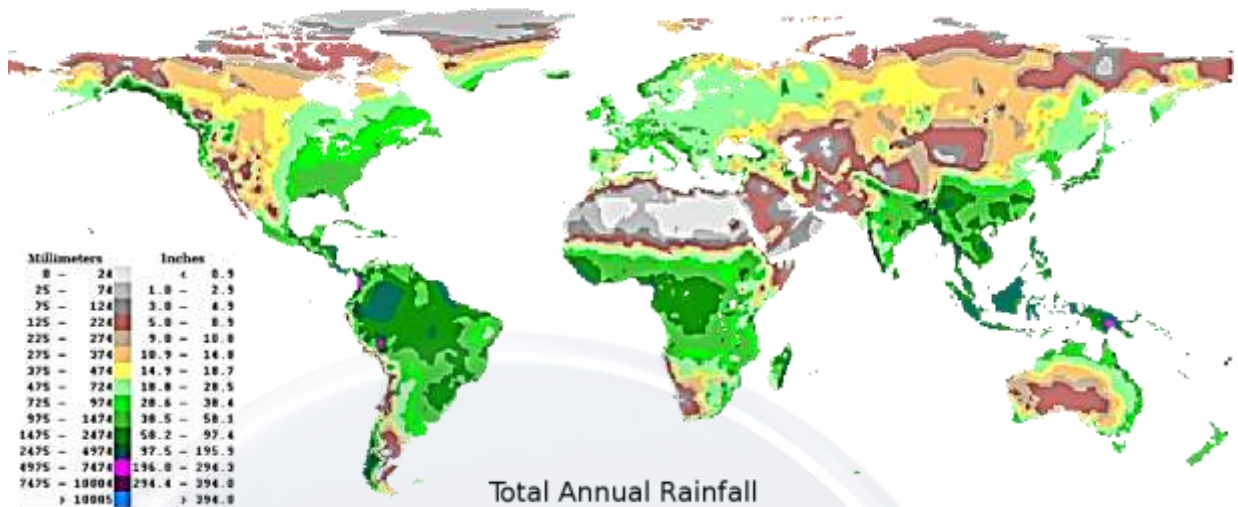 Millimeters Inches
0 - 24 < 0.9
25 - 74 1.0 - 2.9
75 - 124 3.0 - 4.9
125 - 224 5.0 - 8.9
225 - 274 9.0 - 10.8
275 - 374 10.9 - 14.8
375 - 474 14.9 - 18.7
475 - 724 18.8 - 28.5
725 - 974 28.6 - 38.4
975 - 1474 38.5 - 58.1
1475 - 2474 58.2 - 97.4
2475 - 4974 97.5 - 195.9
4975 - 7474 196.0 - 294.3
7475 - 10004 294.4 - 394.0
> 10005 > 394.0
Total Annual Rainfall